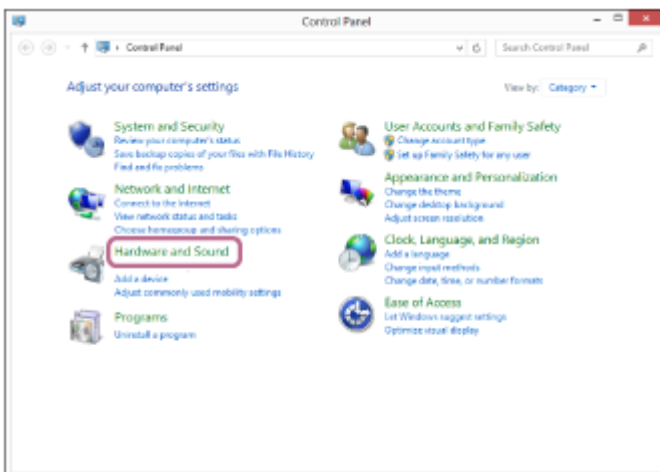 Control Panel
Control Panel
Search Control Panel
Adjust your computer's settings
View by: Category
System and Security
Review your computer's status
Save backup copies of your files with File History
Find and fix problems
Network and Internet
Connect to the Internet
View network status and tasks
Choose homegroup and sharing options
Hardware and Sound
Add a device
Adjust commonly used mobility settings
Programs
Uninstall a program
User Accounts and Family Safety
Change account type
Set up Family Safety for any user
Appearance and Personalization
Change the theme
Change desktop background
Adjust screen resolution
Clock, Language, and Region
Add a language
Change input methods
Change date, time, or number formats
Ease of Access
Let Windows suggest settings
Optimize visual display